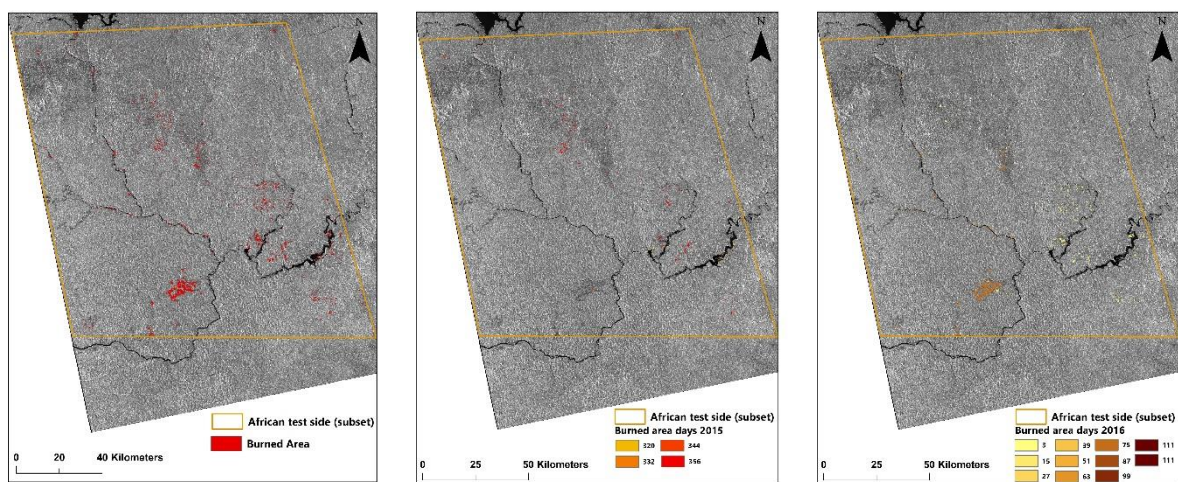 N
African test side (subset)
Burned Area
0 20 40 Kilometers
N
African test side (subset)
Burned area days 2015
320 344
332 356
0 25 50 Kilometers
N
African test side (subset)
Burned area days 2016
3 39 75 111
15 51 87 111
27 63 99
0 25 50 Kilometers